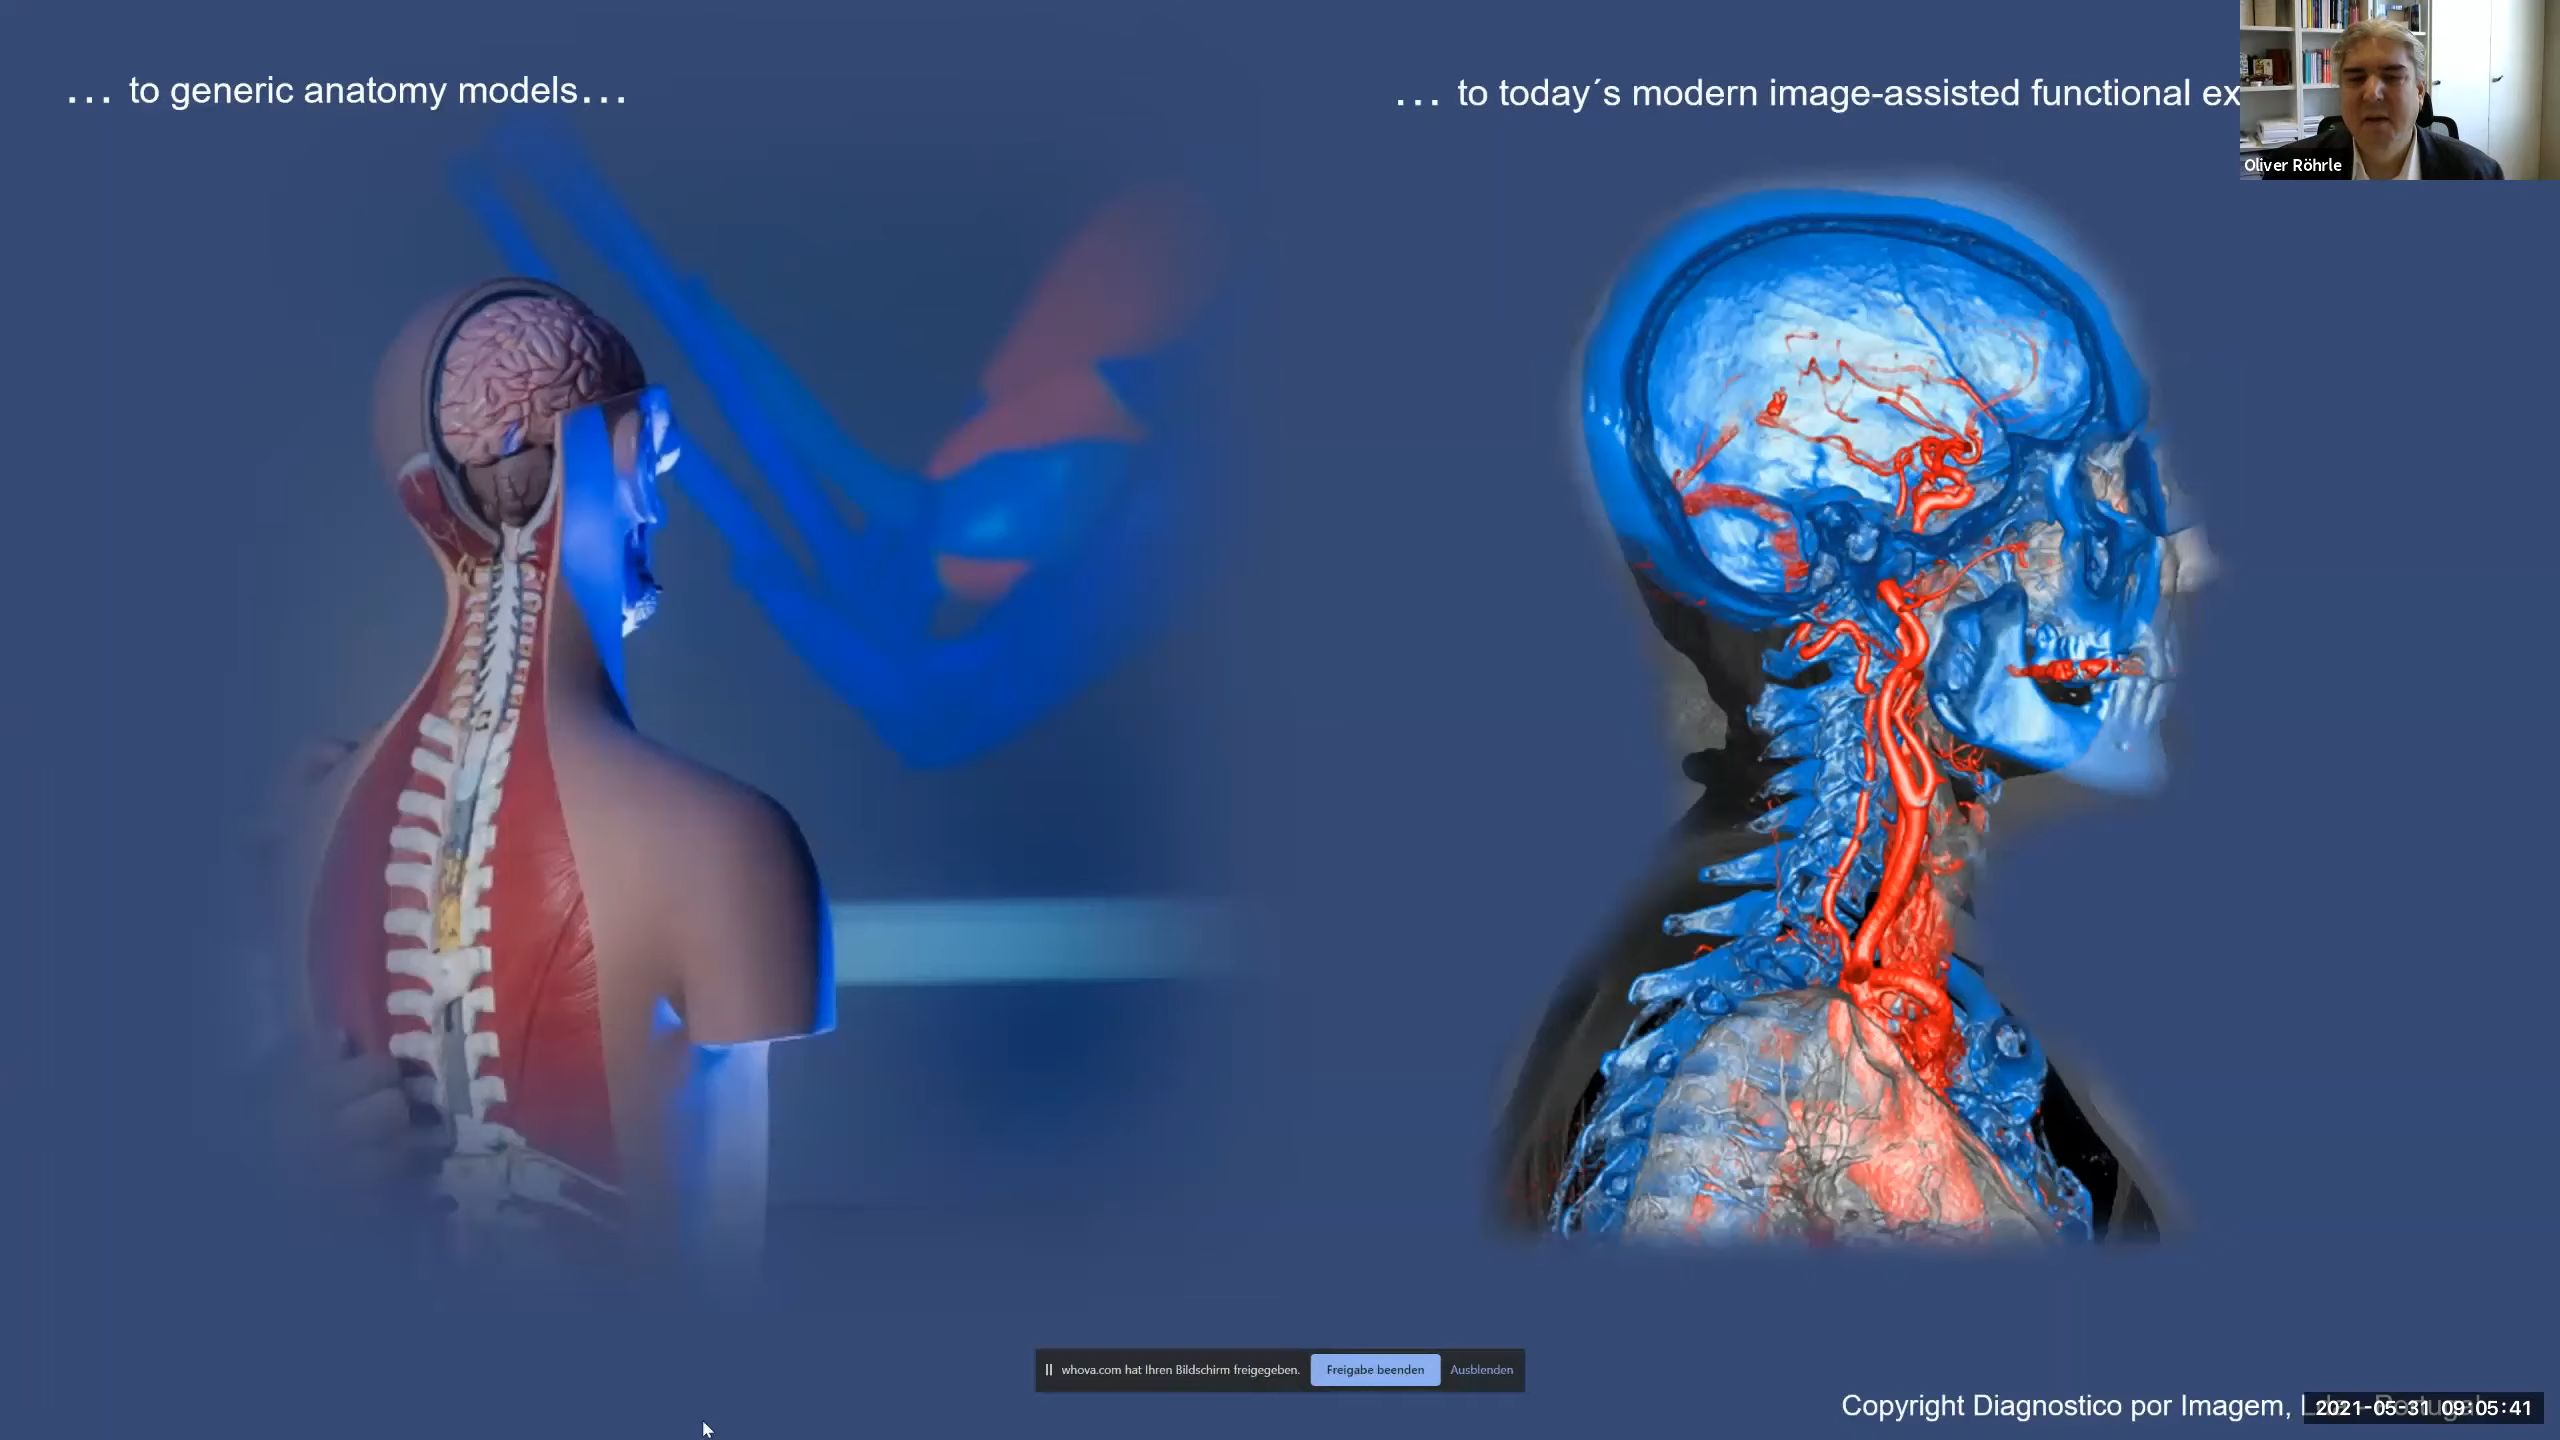 ... to generic anatomy models...
... to today´s modern image-assisted functional ex
Oliver Röhrle
whova.com hat Ihren Bildschirm freigegeben.
Freigabe beenden
Ausblenden
Copyright Diagnostico por Imagem,
2021-05-31 09:05:41